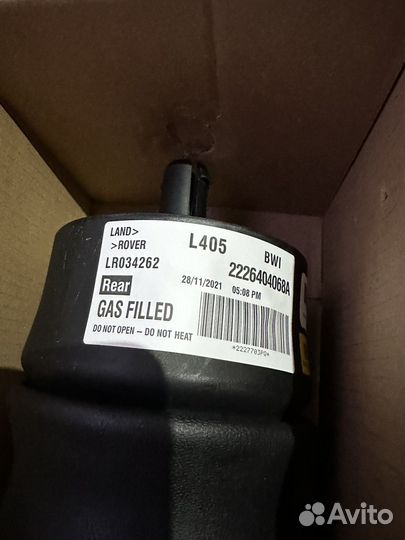 LAND>
>ROVER
L405
BWI
LR034262
2226404068A
Rear
28/11/2021 05:08 PM
GAS FILLED
DO NOT OPEN – DO NOT HEAT
*2227703PO*
Avito